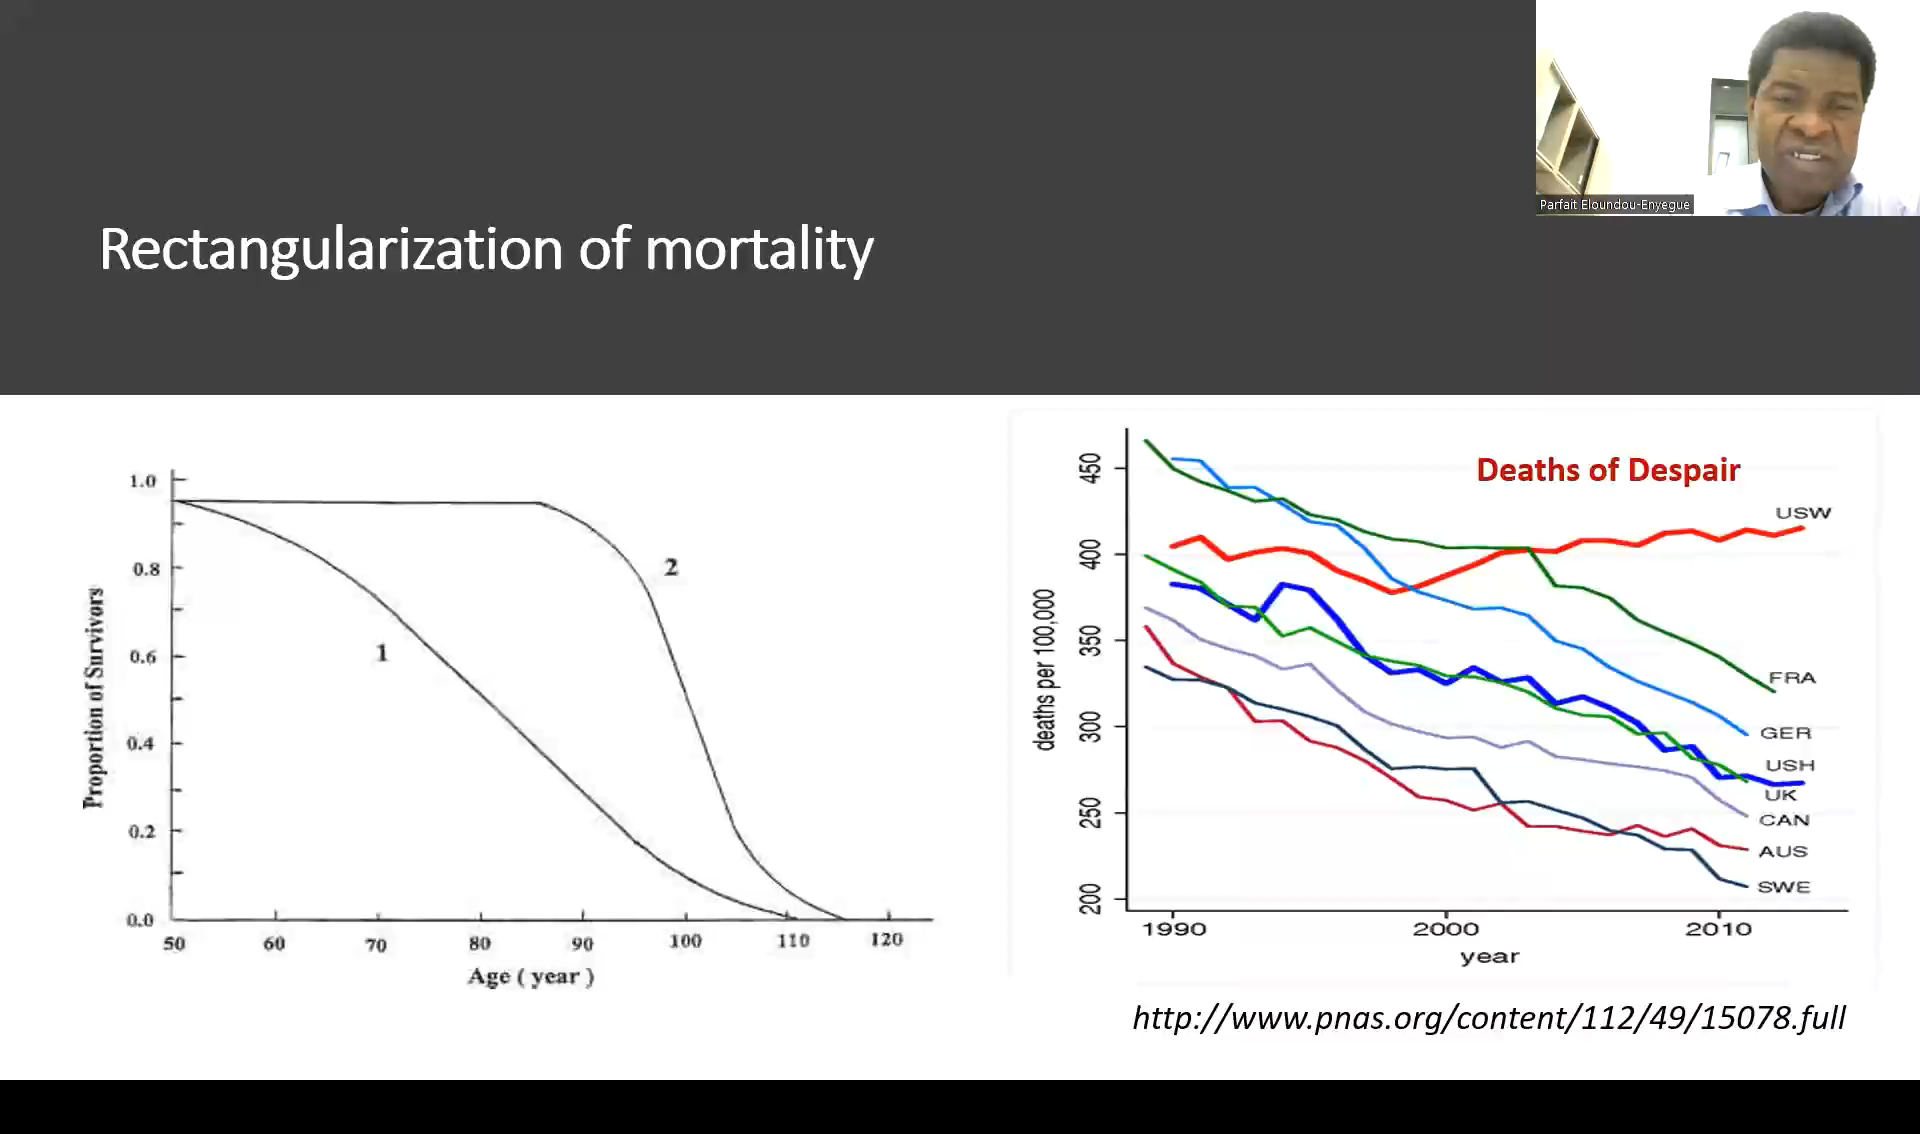 Parfait Eloundou-Enyegue
Rectangularization of mortality
1.0
0.8
0.6
0.4
0.2
0.0
Proportion of Survivors
1
2
50 60 70 80 90 100 110 120
Age ( year )
Deaths of Despair
450
400
350
300
250
200
deaths per 100,000
USW
FRA
GER
USH
UK
CAN
AUS
SWE
1990 2000 2010
year
http://www.pnas.org/content/112/49/15078.full